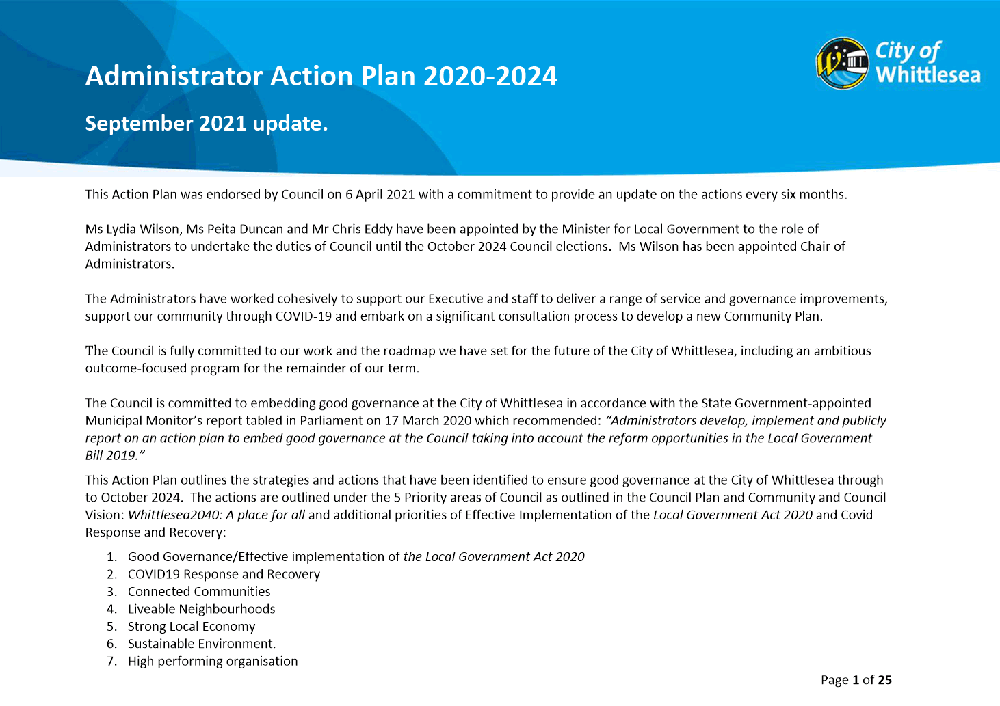 Administrator Action Plan 2020-2024
City of
Whittlesea
September 2021 update.
This Action Plan was endorsed by Council on 6 April 2021 with a commitment to provide an update on the actions every six months.
Ms Lydia Wilson, Ms Peita Duncan and Mr Chris Eddy have been appointed by the Minister for Local Government to the role of
Administrators to undertake the duties of Council until the October 2024 Council elections.  Ms Wilson has been appointed Chair of
Administrators.
The Administrators have worked cohesively to support our Executive and staff to deliver a range of service and governance improvements,
support our community through COVID-19 and embark on a significant consultation process to develop a new Community Plan.
The Council is fully committed to our work and the roadmap we have set for the future of the City of Whittlesea, including an ambitious
outcome-focused program for the remainder of our term.
The Council is committed to embedding good governance at the City of Whittlesea in accordance with the State Government-appointed
Municipal Monitor’s report tabled in Parliament on 17 March 2020 which recommended: “Administrators develop, implement and publicly
report on an action plan to embed good governance at the Council taking into account the reform opportunities in the Local Government
Bill 2019.”
This Action Plan outlines the strategies and actions that have been identified to ensure good governance at the City of Whittlesea through
to October 2024.  The actions are outlined under the 5 Priority areas of Council as outlined in the Council Plan and Community and Council
Vision: Whittlesea2040: A place for all and additional priorities of Effective Implementation of the Local Government Act 2020 and Covid
Response and Recovery:
1. Good Governance/Effective implementation of the Local Government Act 2020
2. COVID19 Response and Recovery
3. Connected Communities
4. Liveable Neighbourhoods
5. Strong Local Economy
6. Sustainable Environment.
7. High performing organisation
Page 1 of 25